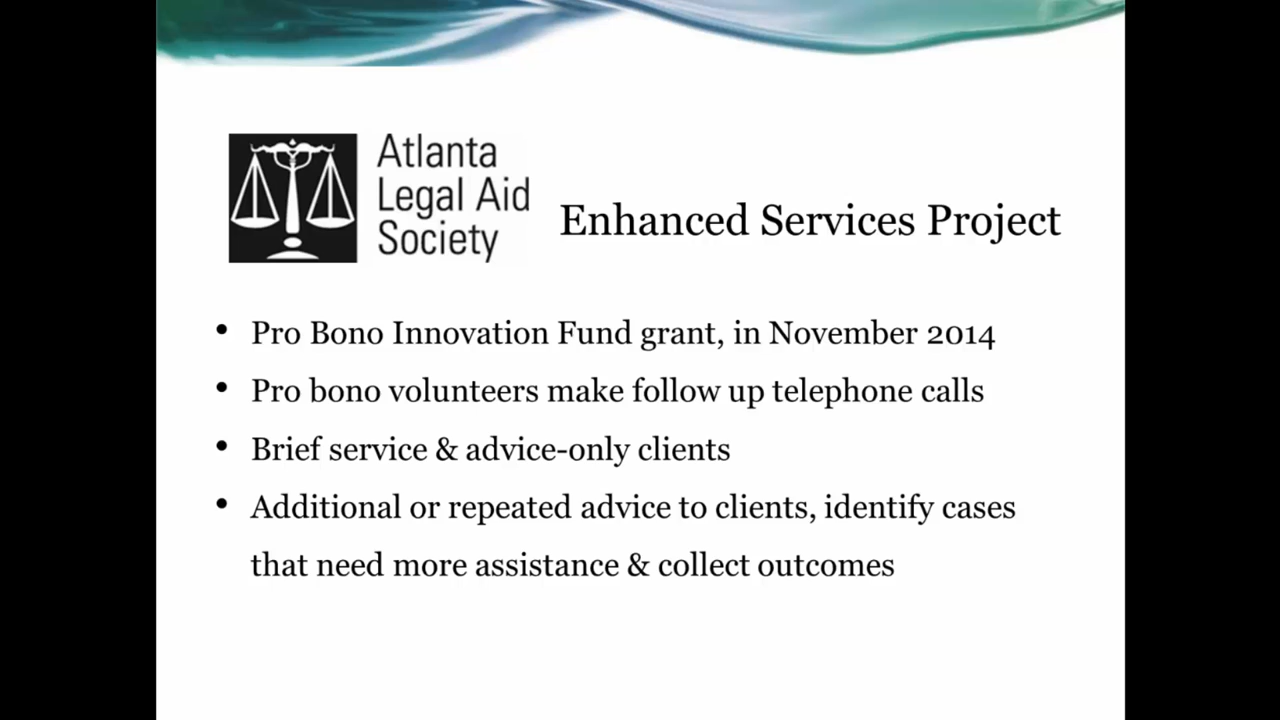 Atlanta
Legal Aid
Society
Enhanced Services Project
• Pro Bono Innovation Fund grant, in November 2014
• Pro bono volunteers make follow up telephone calls
• Brief service & advice-only clients
• Additional or repeated advice to clients, identify cases
that need more assistance & collect outcomes